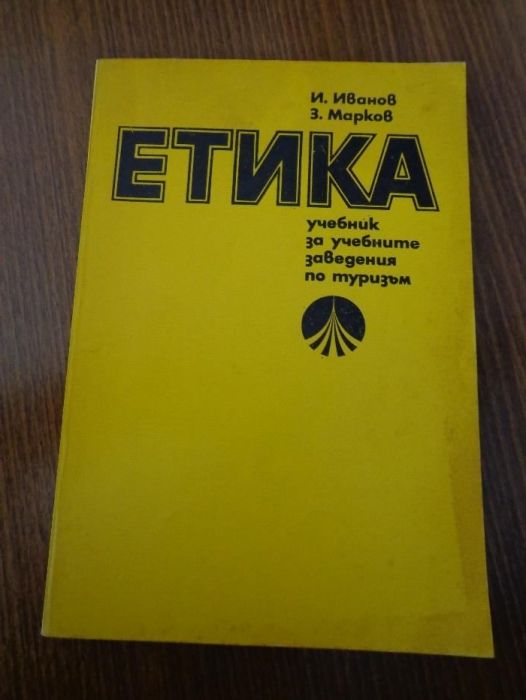 И. Иванов
З. Марков
ЕТИКА
учебник
за учебните
заведения
по туризъм